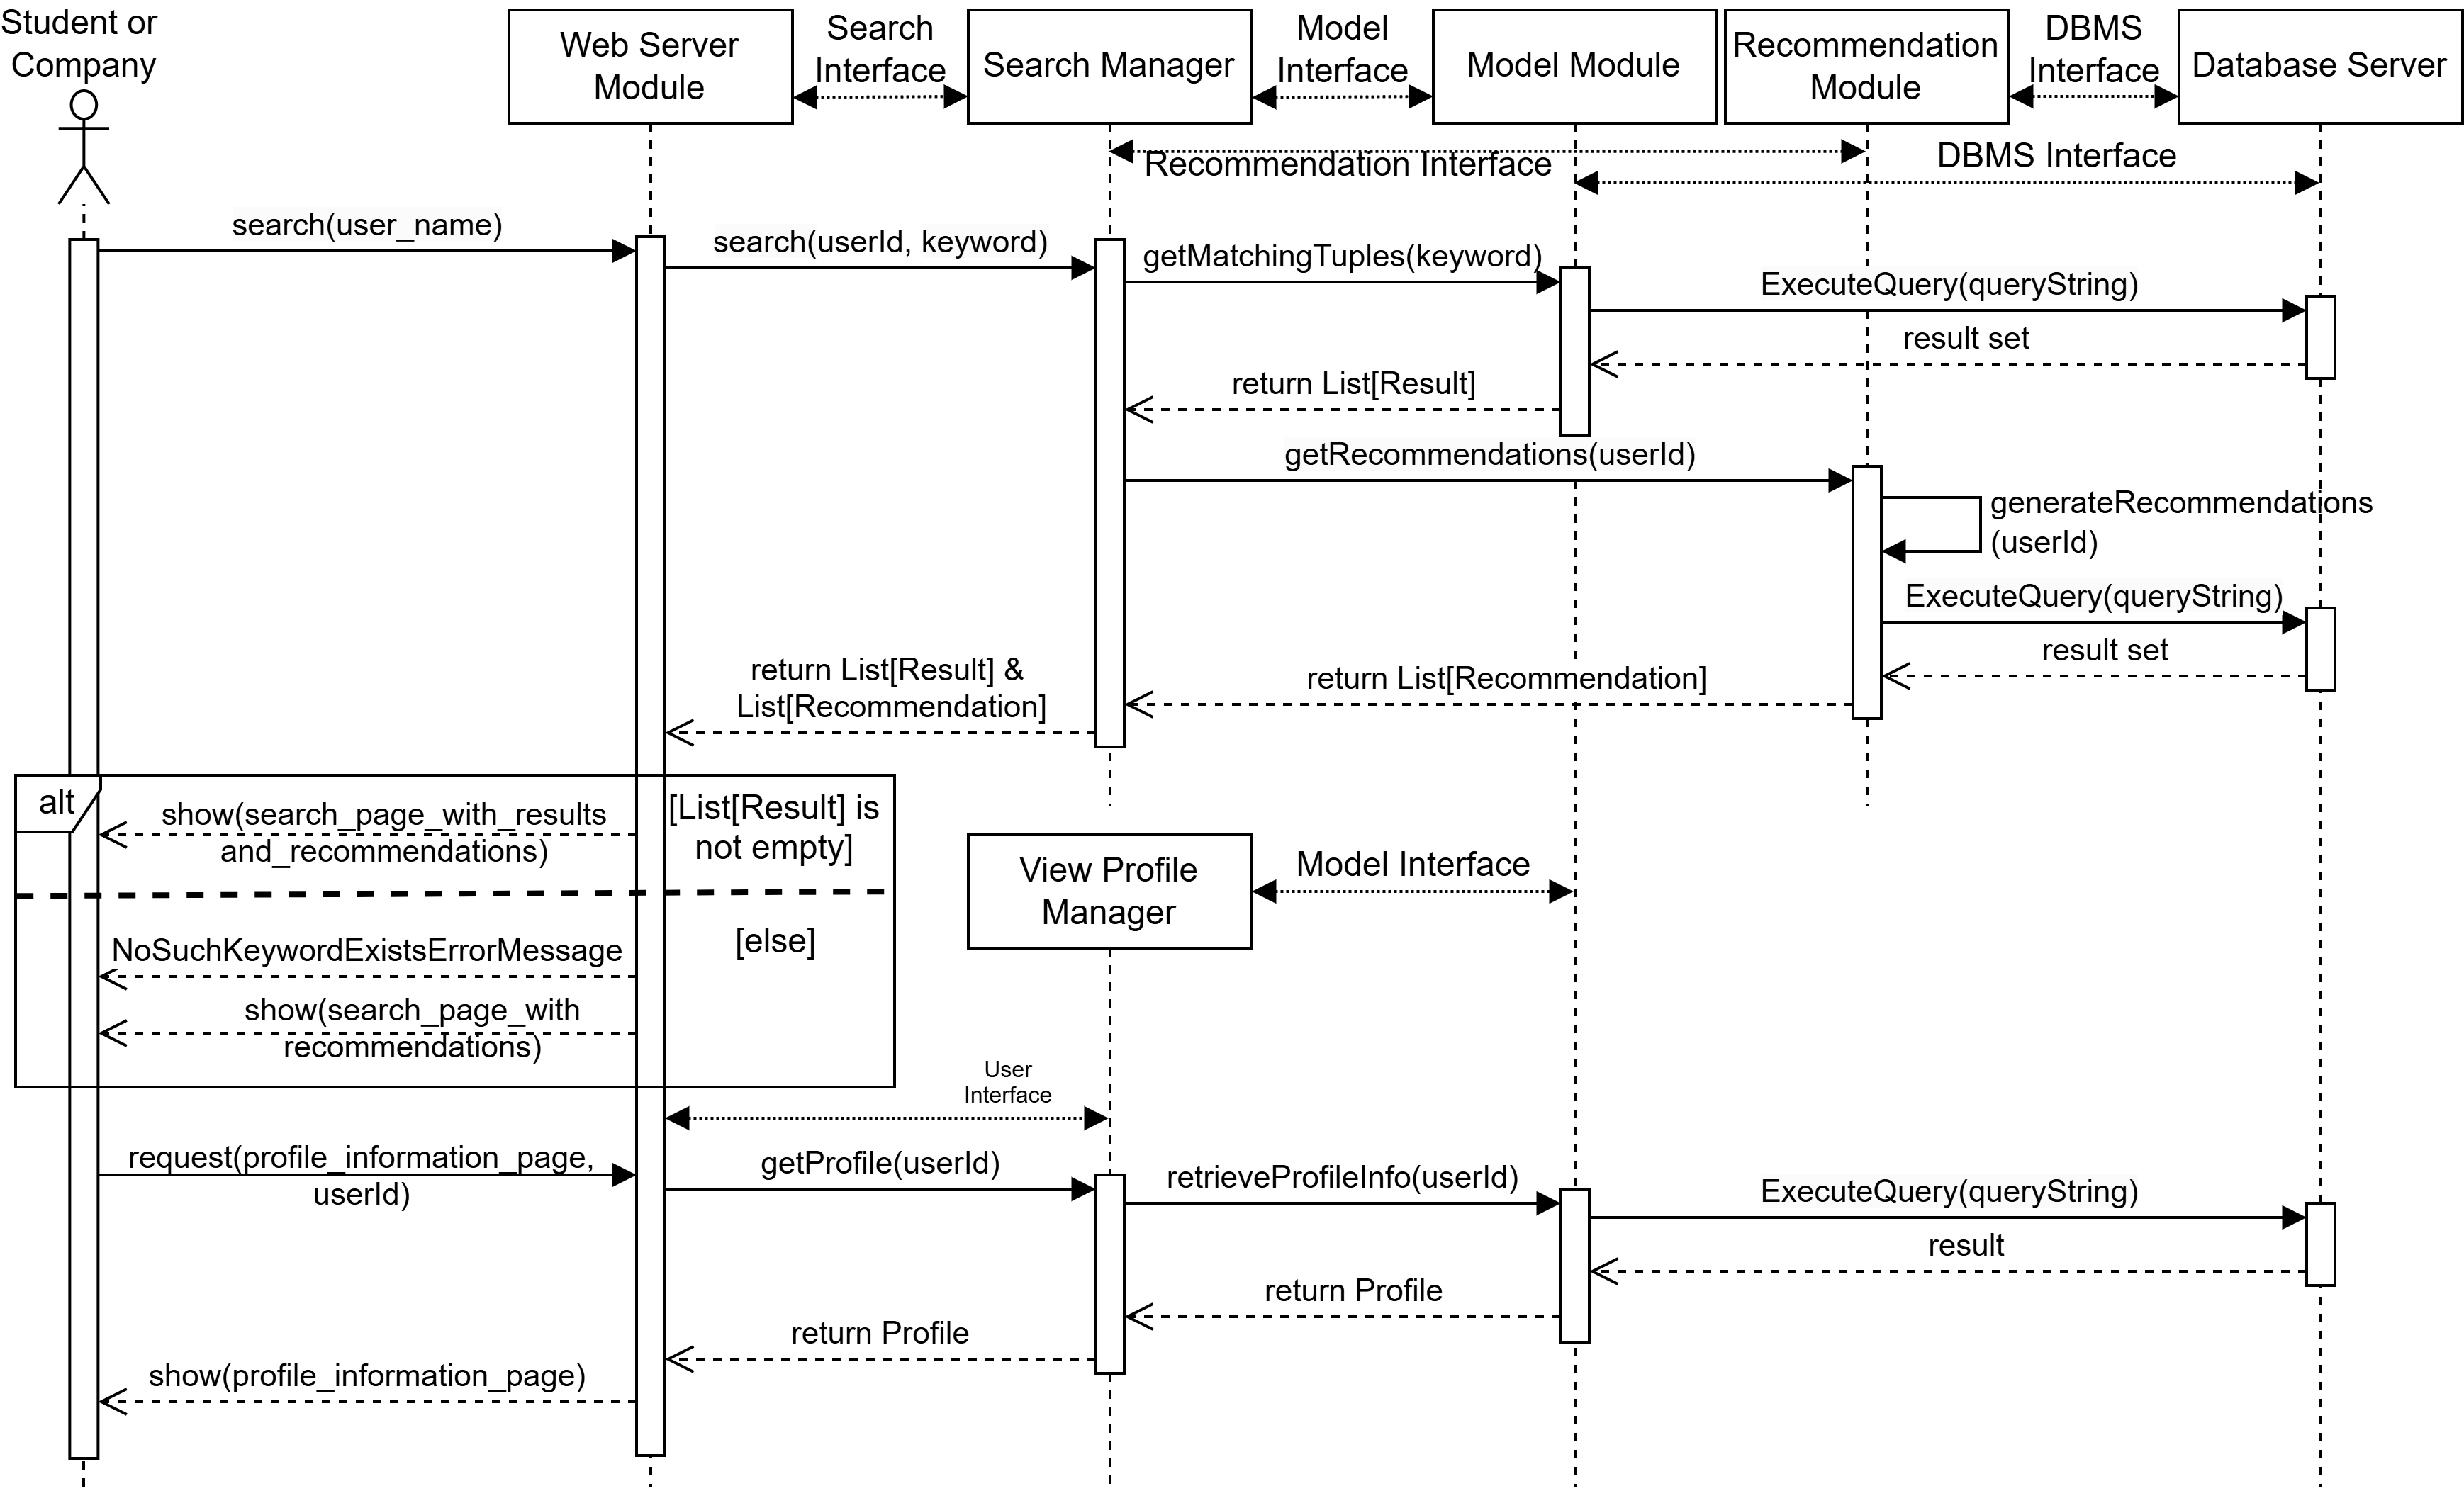 Student or
Company
Web Server
Module
Search
Interface
Search Manager
Model
Interface
Model Module
Recommendation
Module
DBMS
Interface
Database Server
Recommendation Interface
DBMS Interface
search(user_name)
search(userId, keyword)
getMatchingTuples(keyword)
ExecuteQuery(queryString)
result set
return List[Result]
getRecommendations(userId)
generateRecommendations
(userId)
ExecuteQuery(queryString)
result set
return List[Recommendation]
return List[Result] &
List[Recommendation]
alt
[List[Result] is
not empty]
show(search_page_with_results
and_recommendations)
View Profile
Manager
Model Interface
[else]
NoSuchKeywordExistsErrorMessage
show(search_page_with
recommendations)
User
Interface
request(profile_information_page,
userId)
getProfile(userId)
retrieveProfileInfo(userId)
ExecuteQuery(queryString)
result
return Profile
return Profile
show(profile_information_page)